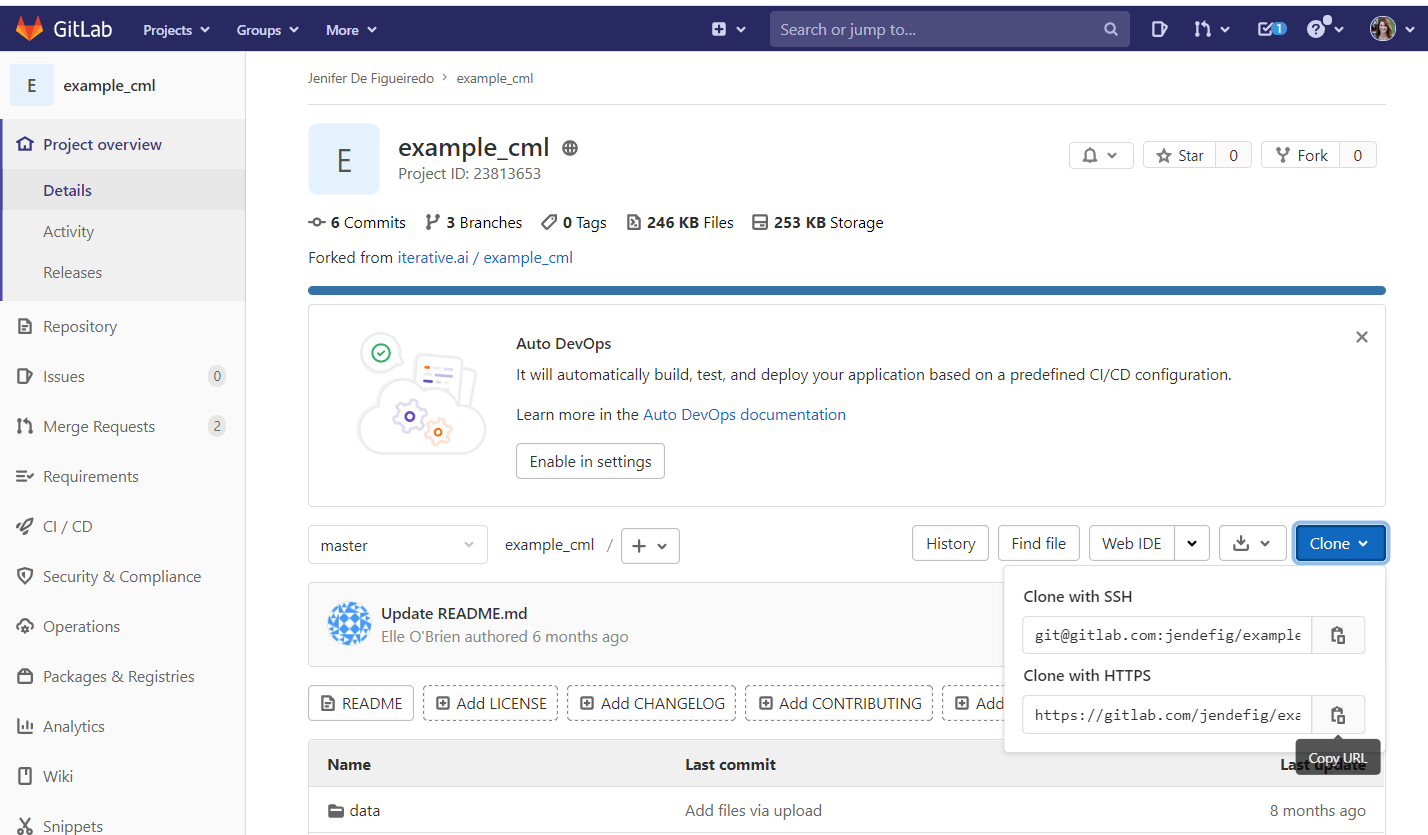 GitLab Projects Groups More Search or jump to... 1
E example_cml
Project overview
Details
Activity
Releases
Repository
Issues 0
Merge Requests 2
Requirements
CI / CD
Security & Compliance
Operations
Packages & Registries
Analytics
Wiki
Snippets
Jenifer De Figueiredo > example_cml
E
example_cml
Project ID: 23813653
Star 0 Fork 0
6 Commits 3 Branches 0 Tags 246 KB Files 253 KB Storage
Forked from iterative.ai / example_cml
Auto DevOps
It will automatically build, test, and deploy your application based on a predefined CI/CD configuration.
Learn more in the Auto DevOps documentation
Enable in settings
master example_cml / + History Find file Web IDE Clone
Clone with SSH
git@gitlab.com:jendefig/example
Clone with HTTPS
https://gitlab.com/jendefig/exa
Copy URL
Update README.md
Elle O'Brien authored 6 months ago
README Add LICENSE Add CHANGELOG Add CONTRIBUTING Add
Name Last commit Last update
data Add files via upload 8 months ago